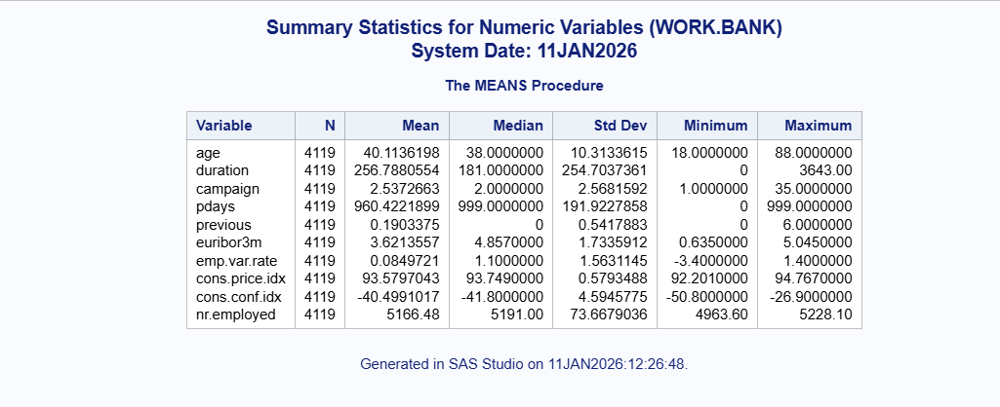 Summary Statistics for Numeric Variables (WORK.BANK)
System Date: 11JAN2026
The MEANS Procedure
Variable N Mean Median Std Dev Minimum Maximum
age 4119 40.1136198 38.0000000 10.3133615 18.0000000 88.0000000
duration 4119 256.7880554 181.0000000 254.7037361 0 3643.00
campaign 4119 2.5372663 2.0000000 2.5681592 1.0000000 35.0000000
pdays 4119 960.4221899 999.0000000 191.9227858 0 999.0000000
previous 4119 0.1903375 0 0.5417883 0 6.0000000
euribor3m 4119 3.6213557 4.8570000 1.7335912 0.6350000 5.0450000
emp.var.rate 4119 0.0849721 1.1000000 1.5631145 -3.4000000 1.4000000
cons.price.idx 4119 93.5797043 93.7490000 0.5793488 92.2010000 94.7670000
cons.conf.idx 4119 -40.4991017 -41.8000000 4.5945775 -50.8000000 -26.9000000
nr.employed 4119 5166.48 5191.00 73.6679036 4963.60 5228.10
Generated in SAS Studio on 11JAN2026:12:26:48.